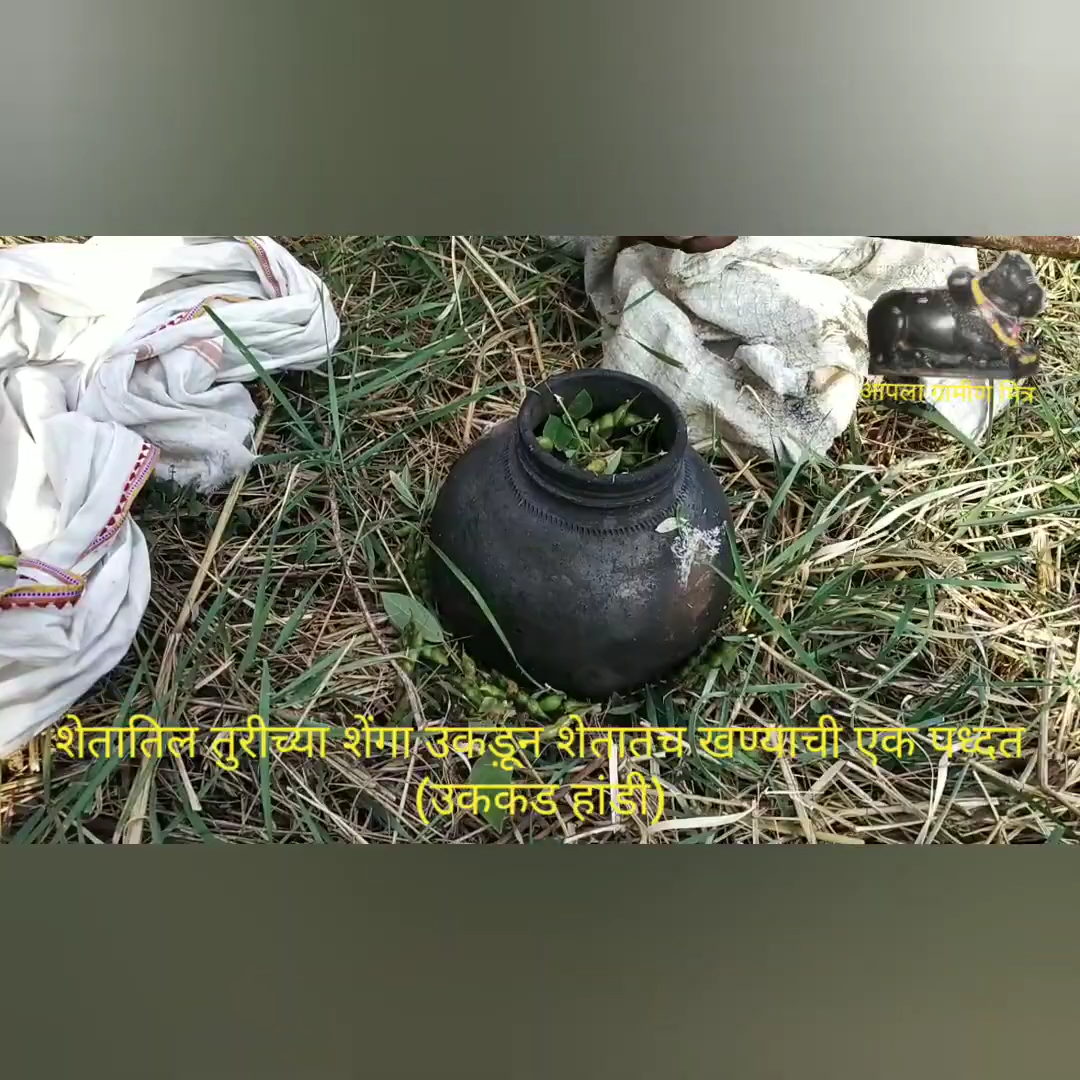 आपला ग्रामीण मित्र
शेतातिल तुरीच्या शेंगा उकडून शेतातच खण्याची एक पध्दत
(उककड हांडी)